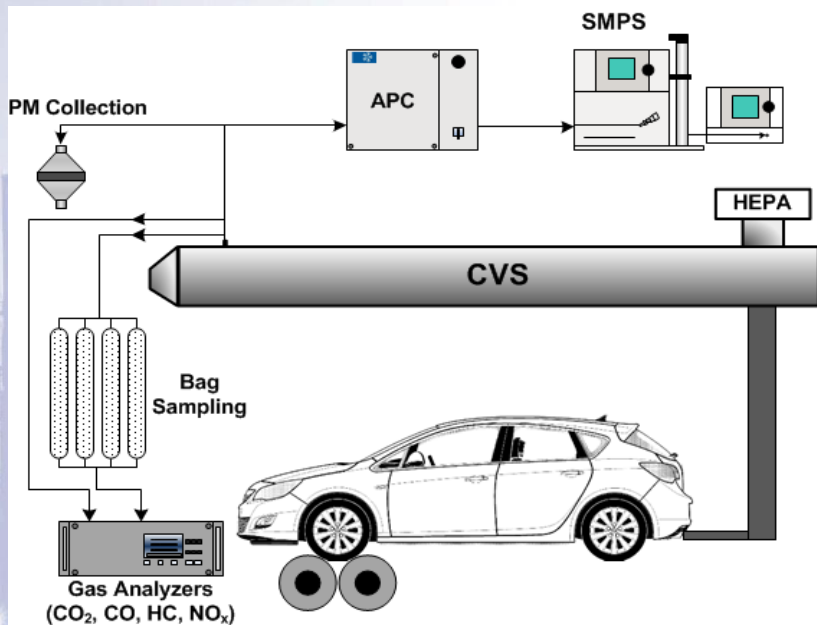 SMPS
PM Collection
APC
HEPA
CVS
Bag
Sampling
Gas Analyzers
(CO₂, CO, HC, NOₓ)